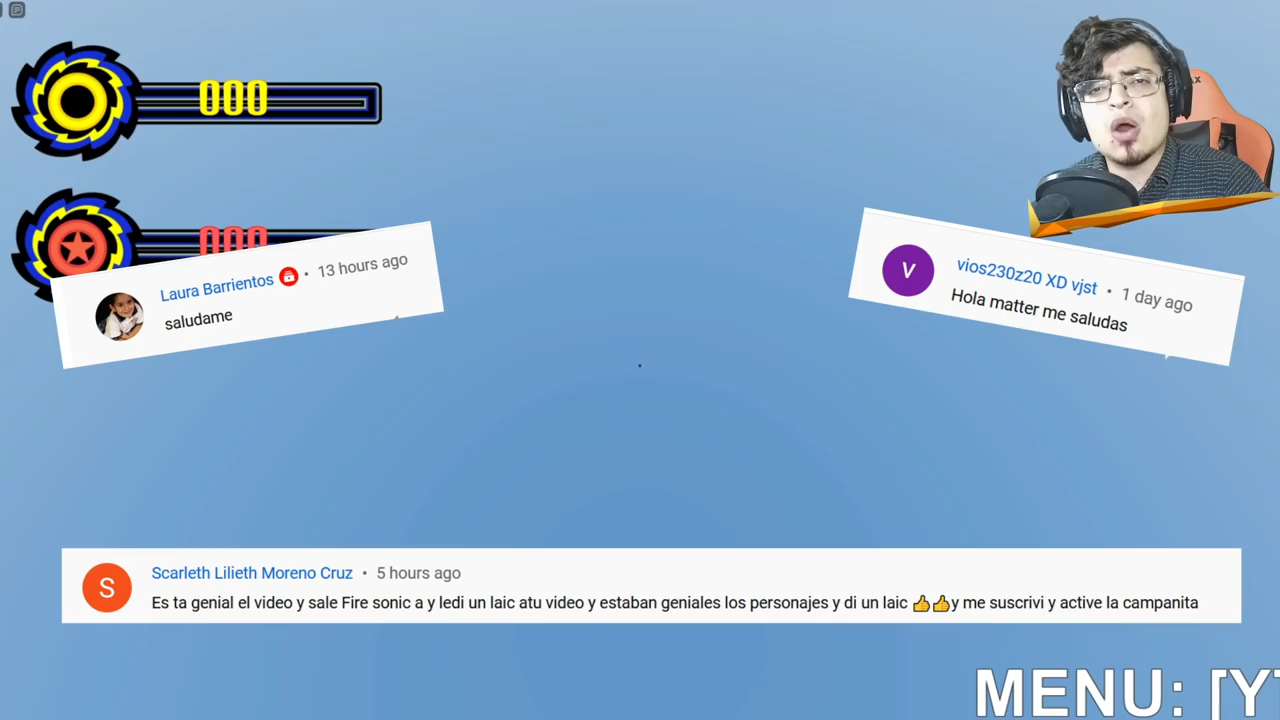 000
000
Laura Barrientos • 13 hours ago
saludame
vios230z20 XD vjst • 1 day ago
Hola matter me saludas
Scarleth Lilieth Moreno Cruz • 5 hours ago
Es ta genial el video y sale Fire sonic a y ledi un laic atu video y estaban geniales los personajes y di un laic 👍👍y me suscrivi y active la campanita
MENU: [Y